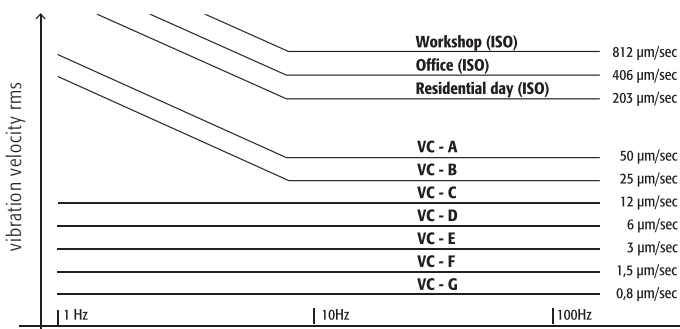 vibration velocity rms
Workshop (ISO) 812 µm/sec
Office (ISO) 406 µm/sec
Residential day (ISO) 203 µm/sec
VC - A 50 µm/sec
VC - B 25 µm/sec
VC - C 12 µm/sec
VC - D 6 µm/sec
VC - E 3 µm/sec
VC - F 1,5 µm/sec
VC - G 0,8 µm/sec
1 Hz 10Hz 100Hz